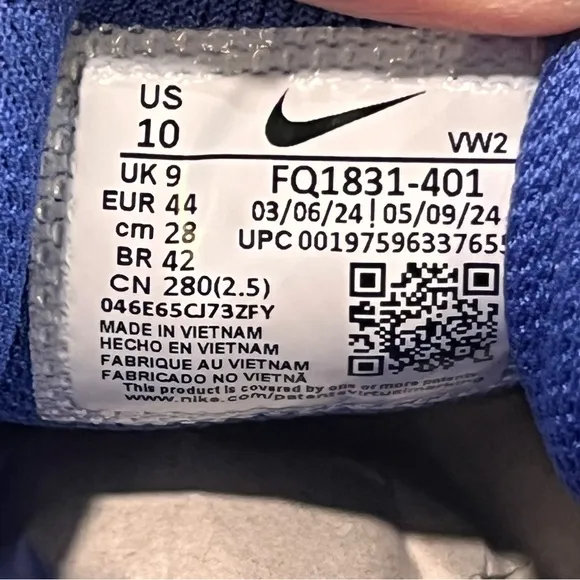 US
10
VW2
UK 9
FQ1831-401
EUR 44
03/06/24 | 05/09/24
cm 28
UPC 00197596337655
BR 42
CN 280(2.5)
046E65CJ73ZFY
MADE IN VIETNAM
HECHO EN VIETNAM
FABRIQUE AU VIETNAM
FABRICADO NO VIETNÃ
This product is covered by one or more patents
www.nike.com/patents